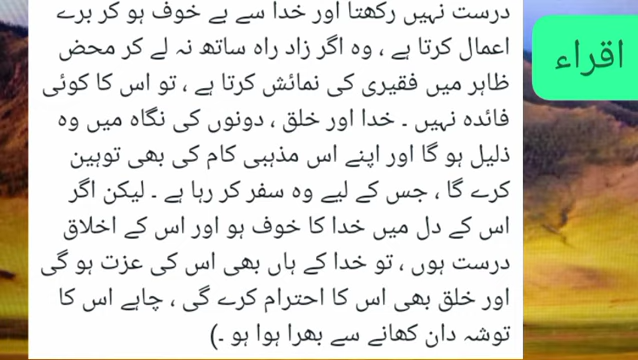 درست نہیں رکھتا اور خدا سے بے خوف ہو کر برے
اعمال کرتا ہے ، وہ اگر زاد راہ ساتھ نہ لے کر محض
ظاہر میں فقیری کی نمائش کرتا ہے ، تو اس کا کوئی
فائدہ نہیں ۔ خدا اور خلق ، دونوں کی نگاہ میں وہ
ذلیل ہو گا اور اپنے اس مذہبی کام کی بھی توہین
کرے گا ، جس کے لیے وہ سفر کر رہا ہے ۔ لیکن اگر
اس کے دل میں خدا کا خوف ہو اور اس کے اخلاق
درست ہوں ، تو خدا کے ہاں بھی اس کی عزت ہو گی
اور خلق بھی اس کا احترام کرے گی ، چاہے اس کا
توشہ دان کھانے سے بھرا ہوا ہو ۔)
اقراء